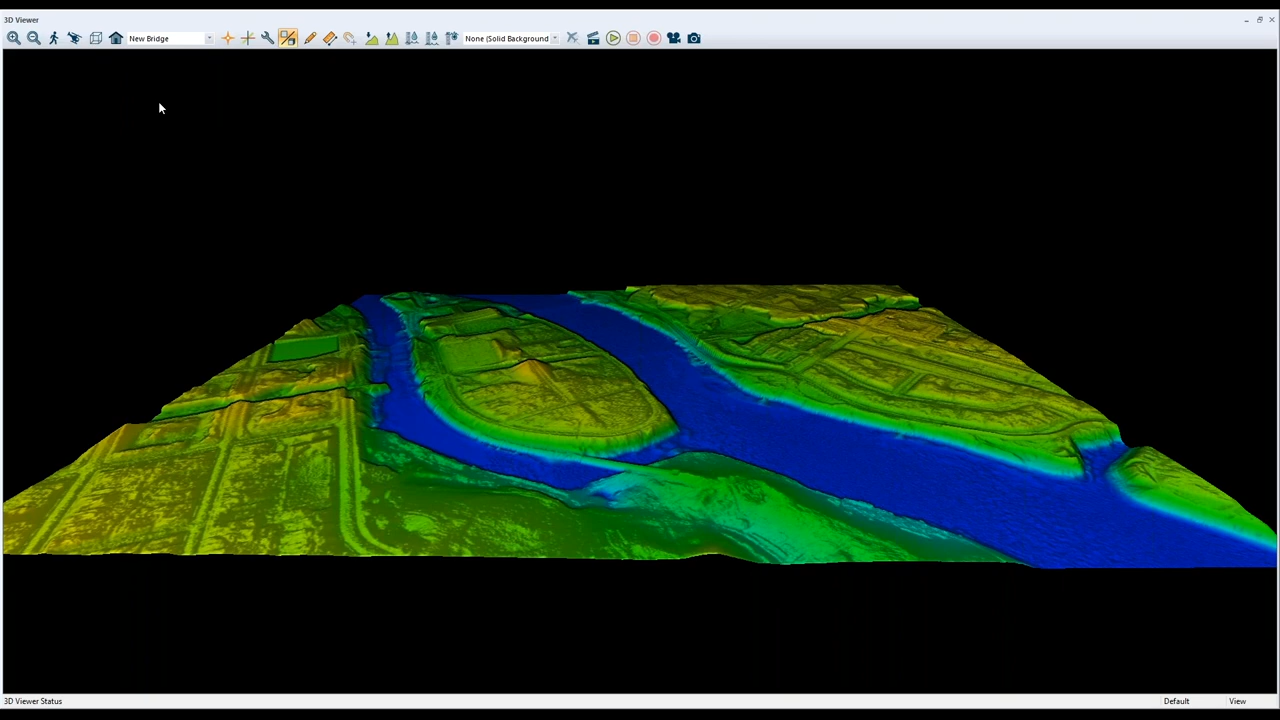 3D Viewer
New Bridge
None (Solid Background
3D Viewer Status
Default
View